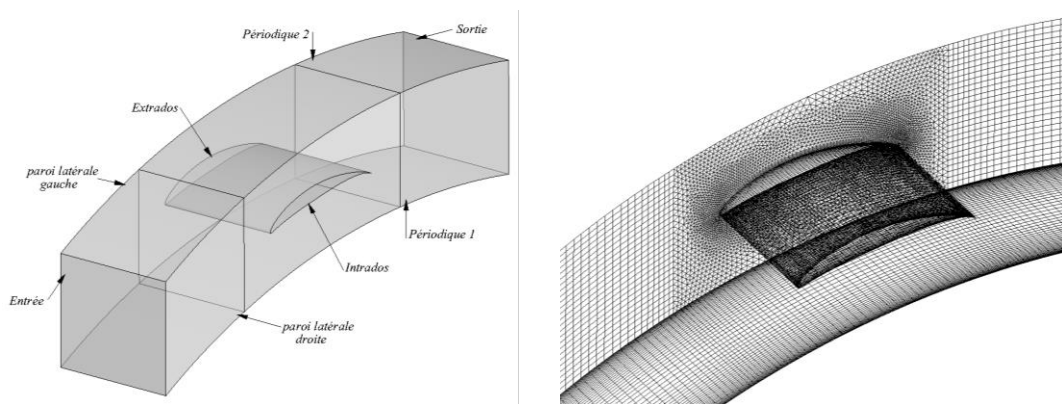 Périodique 2
Sortie
Extrados
paroi latérale
gauche
Périodique 1
Intrados
Entrée
paroi latérale
droite